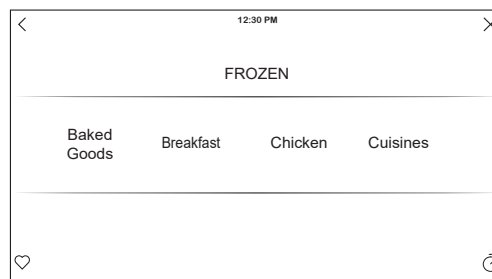 12:30 PM
FROZEN
Baked
Goods
Breakfast
Chicken
Cuisines